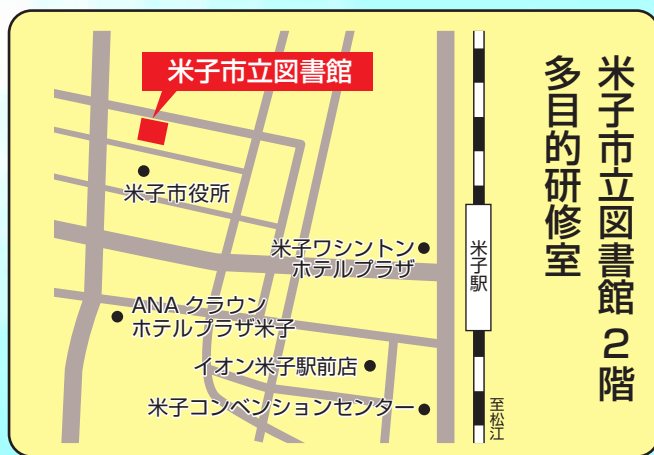 米子市立図書館 2階
多目的研修室
米子市立図書館
米子市役所
米子ワシントン
ホテルプラザ
米子駅
ANA クラウン
ホテルプラザ米子
イオン米子駅前店
米子コンベンションセンター
至松江